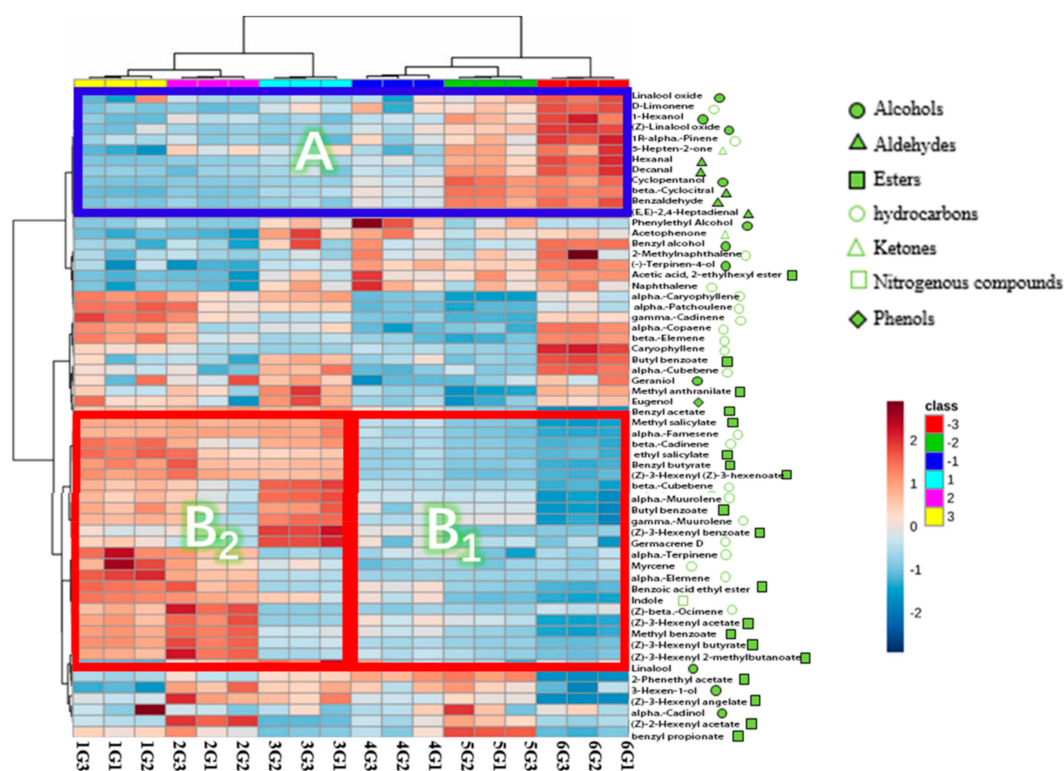 A
B2
B1
Linalool oxide
D-Limonene
1-Hexanol
(Z)-Linalool oxide
1R-alpha.-Pinene
5-Hepten-2-one
Hexanal
Decanal
Cyclopentanol
beta.-Cyclocitral
Benzaldehyde
(E,E)-2,4-Heptadienal
Phenylethyl Alcohol
Acetophenone
Benzyl alcohol
2-Methylnaphthalene
(-)-Terpinen-4-ol
Acetic acid, 2-ethylhexyl ester
Naphthalene
alpha.-Caryophyllene
alpha.-Patchoulene
gamma.-Cadinene
alpha.-Copaene
beta.-Elemene
Caryophyllene
Butyl benzoate
alpha.-Cubebene
Geraniol
Methyl anthranilate
Eugenol
Benzyl acetate
Methyl salicylate
alpha.-Farnesene
beta.-Cadinene
ethyl salicylate
Benzyl butyrate
(Z)-3-Hexenyl (Z)-3-hexenoate
beta.-Cubebene
alpha.-Muurolene
Butyl benzoate
gamma.-Muurolene
(Z)-3-Hexenyl benzoate
Germacrene D
alpha.-Terpinene
Myrcene
alpha.-Elemene
Benzoic acid ethyl ester
Indole
(Z)-beta.-Ocimene
(Z)-3-Hexenyl acetate
Methyl benzoate
(Z)-3-Hexenyl butyrate
(Z)-3-Hexenyl 2-methylbutanoate
Linalool
2-Phenethyl acetate
3-Hexen-1-ol
(Z)-3-Hexenyl angelate
alpha.-Cadinol
(Z)-2-Hexenyl acetate
benzyl propionate
1G3 1G1 1G2 2G3 2G1 2G2 3G2 3G3 3G1 4G3 4G2 4G1 5G2 5G1 5G3 6G3 6G2 6G1
Alcohols
Aldehydes
Esters
hydrocarbons
Ketones
Nitrogenous compounds
Phenols
2
1
0
-1
-2
class
-3
-2
-1
1
2
3